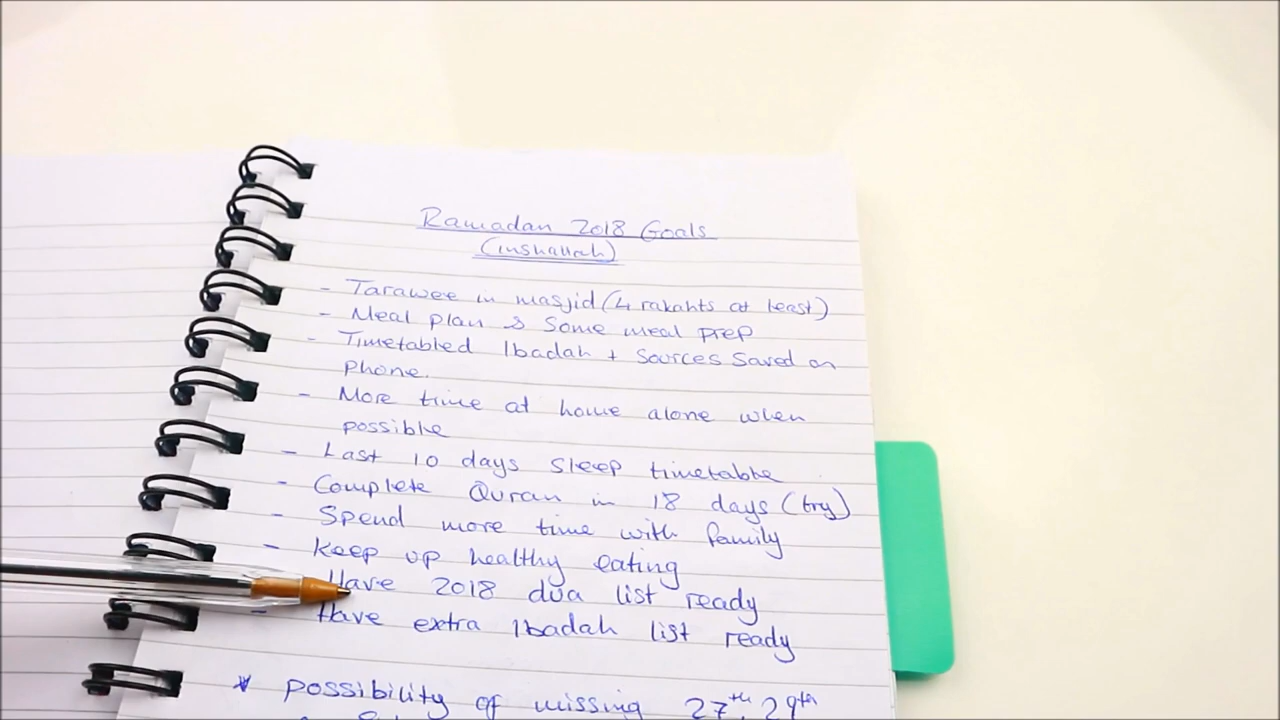 Ramadan 2018 Goals
(inshallah)
- Tarawee in masjid (4 rakahts at least)
- Meal plan & Some meal prep
- Timetabled Ibadah + sources saved on
phone.
- More time at home alone when
possible
- Last 10 days sleep timetable
- Complete Quran in 18 days (try)
- Spend more time with family
- Keep up healthy eating
Have 2018 dua list ready
- Have extra Ibadah list ready
* possibility of missing 27th, 29th